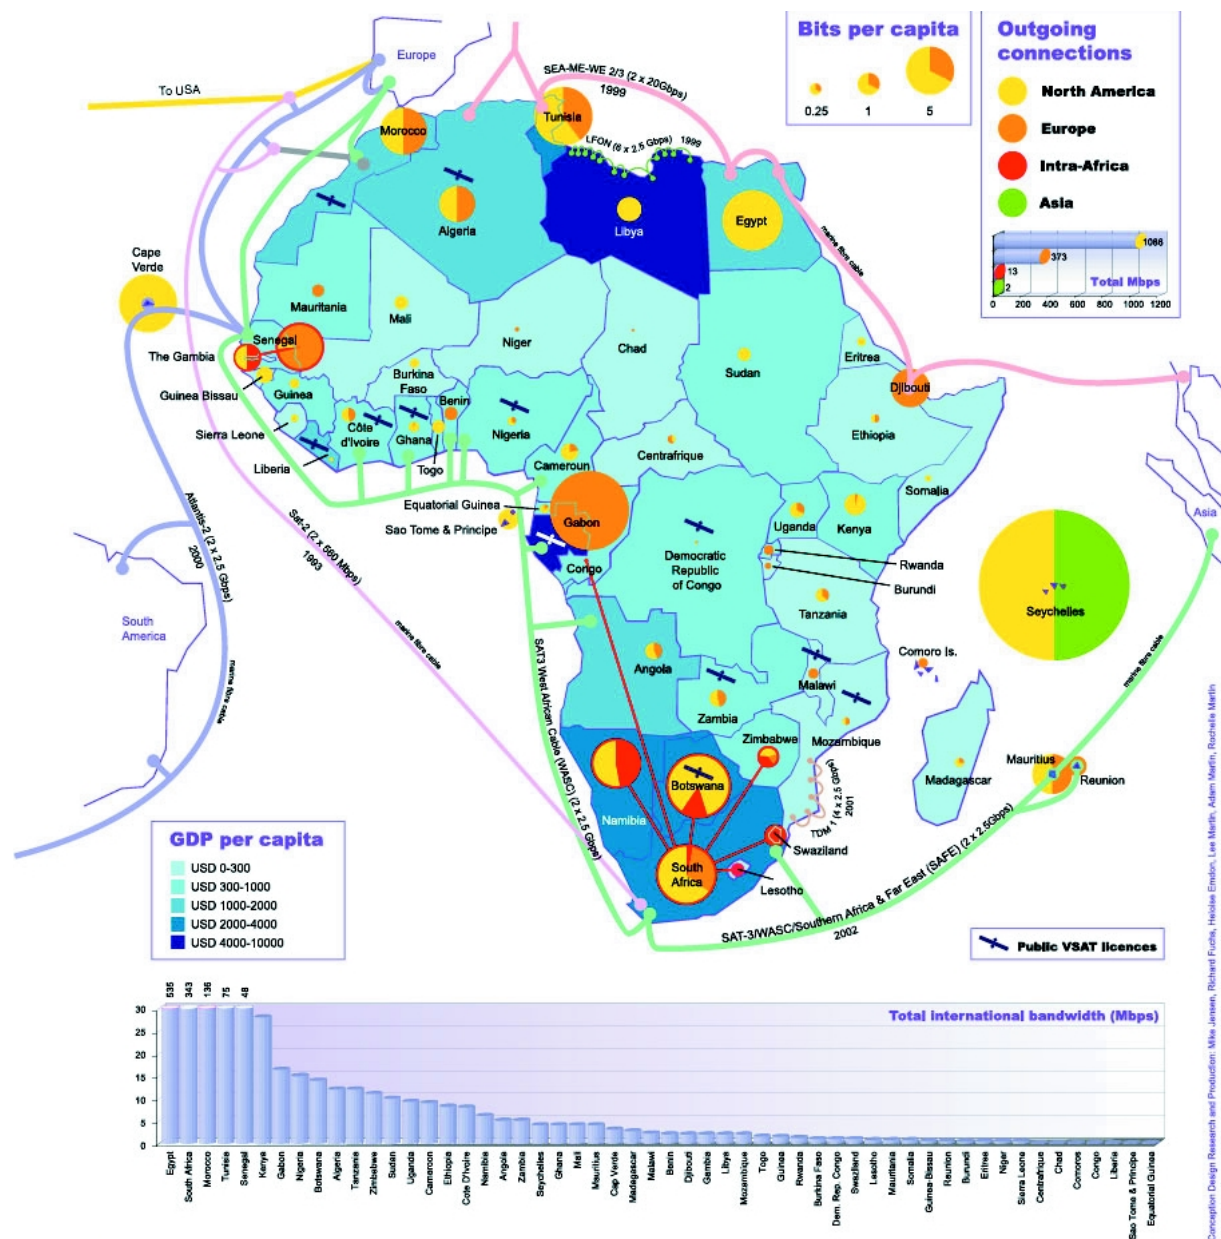 Europe
To USA
SEA-ME-WE 2/3 (2 x 20Gbps)
1999
Bits per capita
0.25
1
5
Outgoing
connections
North America
Europe
Intra-Africa
Asia
1086
373
13
2
Total Mbps
0
200
400
600
800
1000
1200
Morocco
Tunisia
LFON (6 x 2.5 Gbps) 1999
Algeria
Libya
Egypt
marine fibre cable
Cape
Verde
Mauritania
Mali
Niger
Chad
Sudan
Eritrea
Djibouti
Senegal
The Gambia
Guinea Bissau
Guinea
Burkina
Faso
Benin
Nigeria
Ethiopia
Sierra Leone
Côte
d'Ivoire
Ghana
Togo
Liberia
Cameroun
Centrafrique
Somalia
Equatorial Guinea
Sao Tome & Principe
Gabon
Congo
Democratic
Republic
of Congo
Uganda
Kenya
Rwanda
Burundi
Tanzania
Asia
Seychelles
Atlantis-2 (2 x 2.5 Gbps)
2000
marine fibre cable
Sat-2 (2 x 560 Mbps)
1993
marine fibre cable
South
America
SAT3 West African Cable (WASC) (2 x 2.5 Gbps)
Angola
Zambia
Malawi
Comoro Is.
Mozambique
Zimbabwe
Madagascar
Mauritius
Reunion
marine fibre cable
Namibia
Botswana
TDM 1 (4 x 2.5 Gbps)
2001
South
Africa
Swaziland
Lesotho
SAT-3/WASC/Southern Africa & Far East (SAFE) (2 x 2.5Gbps)
2002
GDP per capita
USD 0-300
USD 300-1000
USD 1000-2000
USD 2000-4000
USD 4000-10000
Public VSAT licences
Conception Design Research and Production: Mike Jensen, Richard Fuchs, Heloise Emdon, Lee Martin, Adam Martin, Rochelle Martin
535
343
136
75
48
Total international bandwidth (Mbps)
30
25
20
15
10
5
0
Egypt
South Africa
Morocco
Tunisia
Senegal
Kenya
Gabon
Nigeria
Botswana
Algeria
Tanzania
Zimbabwe
Sudan
Uganda
Cameroon
Ethiopia
Cote D'Ivoire
Namibia
Angola
Zambia
Seychelles
Ghana
Mali
Mauritius
Cap Verde
Madagascar
Malawi
Benin
Djibouti
Gambia
Libya
Mozambique
Togo
Guinea
Rwanda
Burkina Faso
Dem. Rep. Congo
Swaziland
Lesotho
Mauritania
Somalia
Guinea-Bissau
Reunion
Burundi
Eritrea
Niger
Sierra Leone
Centrafrique
Chad
Comoros
Congo
Liberia
Sao Tome & Principe
Equatorial Guinea